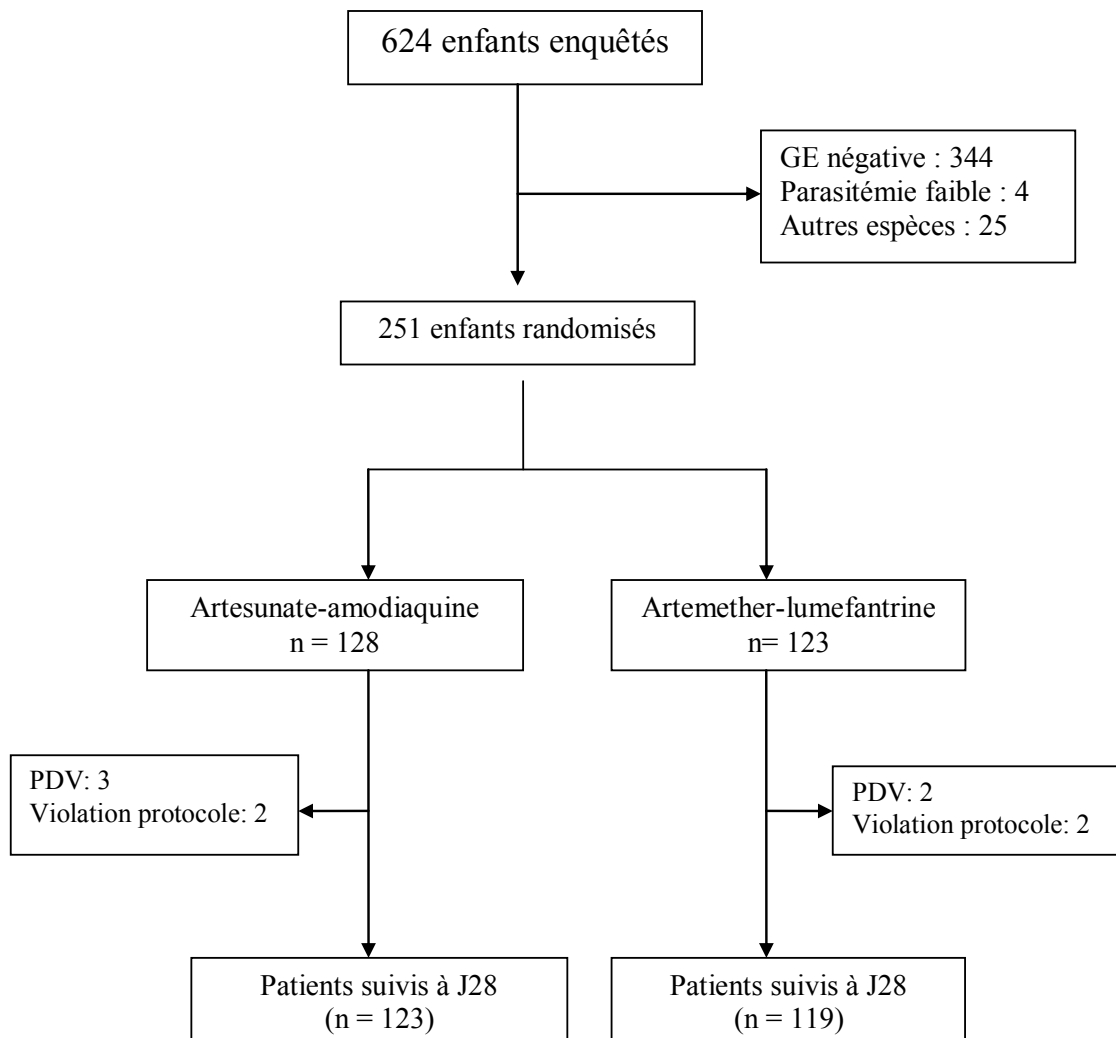 624 enfants enquêtés
GE négative : 344
Parasitémie faible : 4
Autres espèces : 25
251 enfants randomisés
Artesunate-amodiaquine
n = 128
Artemether-lumefantrine
n= 123
PDV: 3
Violation protocole: 2
PDV: 2
Violation protocole: 2
Patients suivis à J28
(n = 123)
Patients suivis à J28
(n = 119)